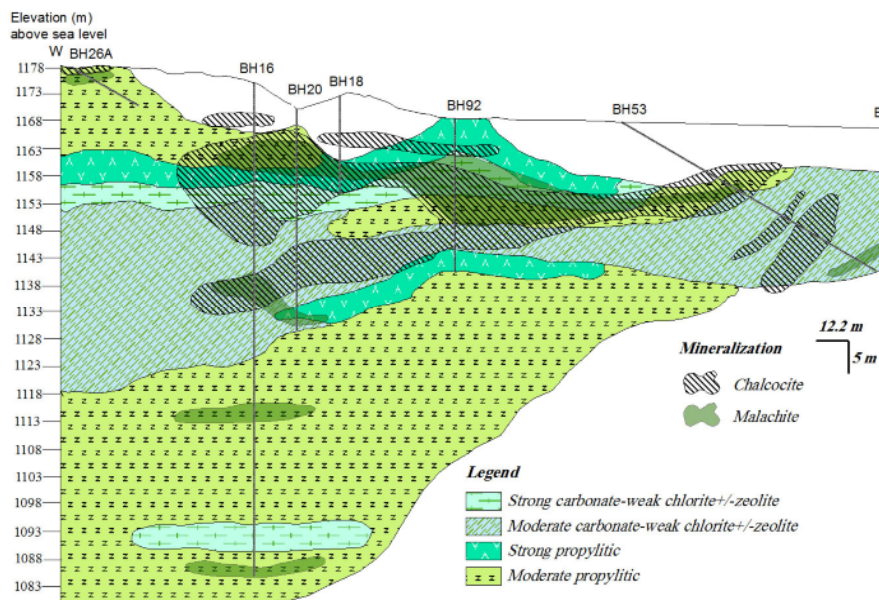 Elevation (m)
above sea level
W BH26A
BH16
BH20
BH18
BH92
BH53
1178
1173
1168
1163
1158
1153
1148
1143
1138
1133
1128
1123
1118
1113
1108
1103
1098
1093
1088
1083
12.2 m
5 m
Mineralization
Chalcocite
Malachite
Legend
Strong carbonate-weak chlorite+/-zeolite
Moderate carbonate-weak chlorite+/-zeolite
Strong propylitic
Moderate propylitic